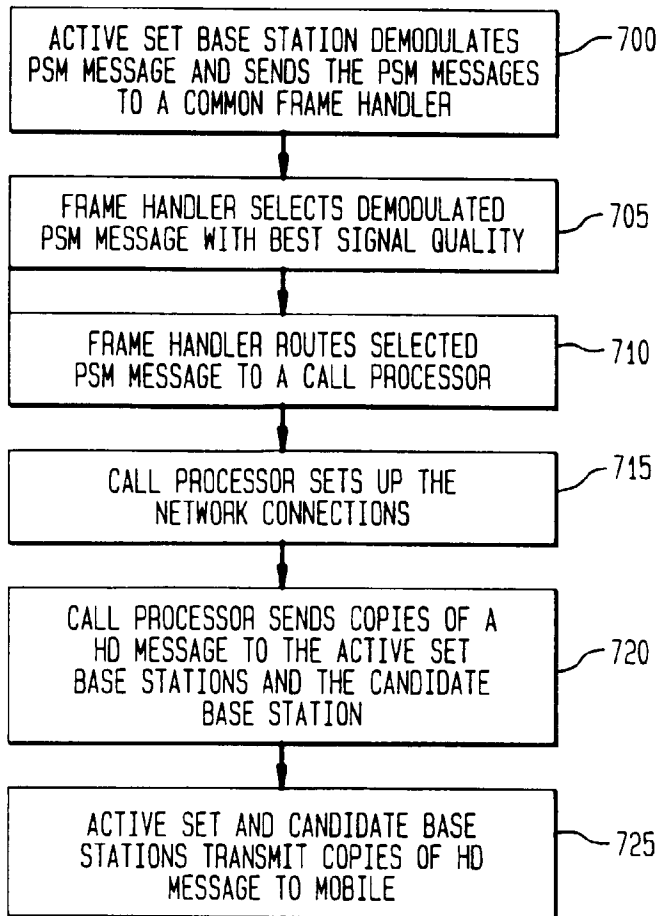 ACTIVE SET BASE STATION DEMODULATES
PSM MESSAGE AND SENDS THE PSM MESSAGES
TO A COMMON FRAME HANDLER
700
FRAME HANDLER SELECTS DEMODULATED
PSM MESSAGE WITH BEST SIGNAL QUALITY
705
FRAME HANDLER ROUTES SELECTED
PSM MESSAGE TO A CALL PROCESSOR
710
CALL PROCESSOR SETS UP THE
NETWORK CONNECTIONS
715
CALL PROCESSOR SENDS COPIES OF A
HD MESSAGE TO THE ACTIVE SET
BASE STATIONS AND THE CANDIDATE
BASE STATION
720
ACTIVE SET AND CANDIDATE BASE
STATIONS TRANSMIT COPIES OF HD
MESSAGE TO MOBILE
725